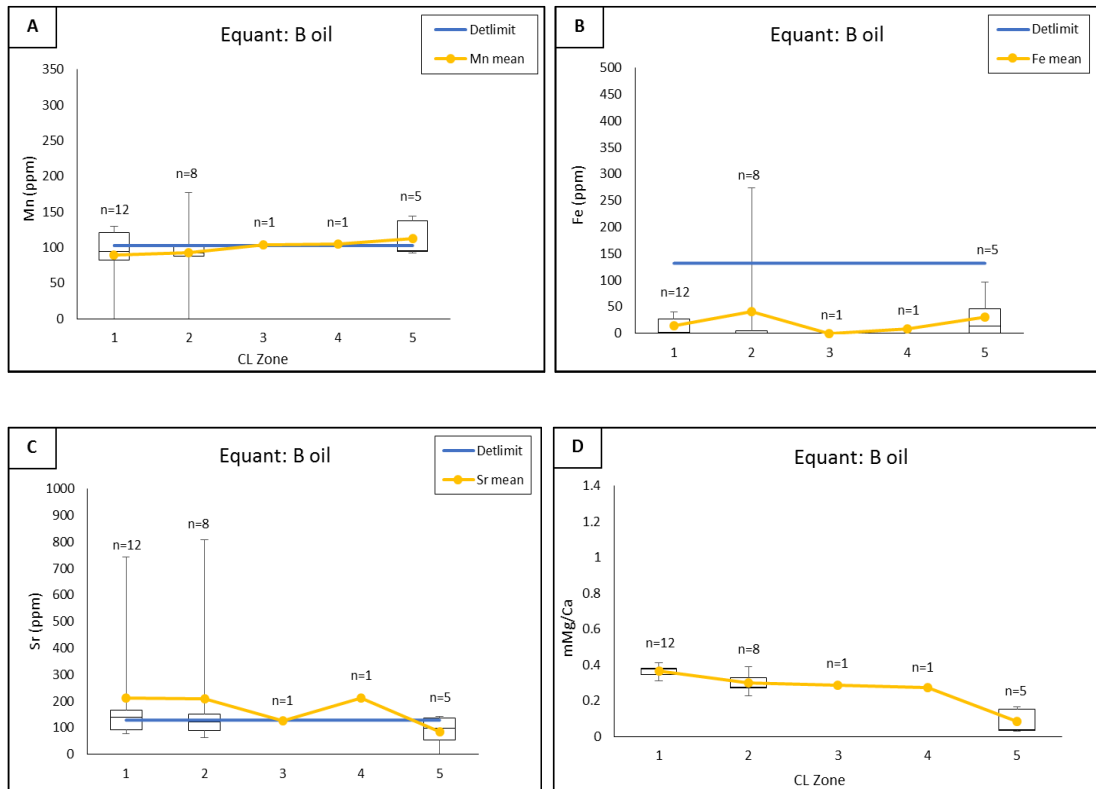 A
Equant: B oil
Detlimit
Mn mean
350
300
250
200
150
100
50
0
Mn (ppm)
n=12
n=8
n=1
n=1
n=5
1 2 3 4 5
CL Zone
B
Equant: B oil
Detlimit
Fe mean
500
450
400
350
300
250
200
150
100
50
0
Fe (ppm)
n=12
n=8
n=1
n=1
n=5
1 2 3 4 5
C
Equant: B oil
Detlimit
Sr mean
1000
900
800
700
600
500
400
300
200
100
0
Sr (ppm)
n=12
n=8
n=1
n=1
n=5
1 2 3 4 5
D
Equant: B oil
1.4
1.2
1
0.8
0.6
0.4
0.2
0
mMg/Ca
n=12
n=8
n=1
n=1
n=5
1 2 3 4 5
CL Zone